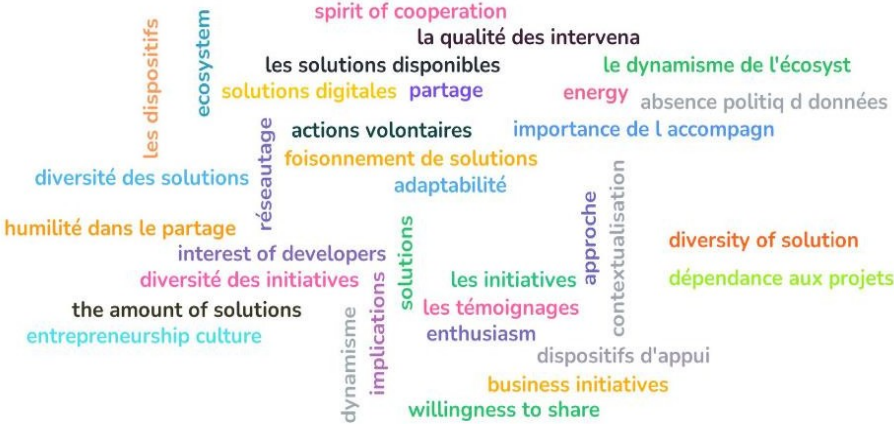 spirit of cooperation
la qualité des intervena
les dispositifs
ecosystem
les solutions disponibles
le dynamisme de l'écosyst
solutions digitales
partage
energy
absence politiq d données
actions volontaires
importance de l accompagn
réseautage
foisonnement de solutions
diversité des solutions
adaptabilité
contextualisation
approche
humilité dans le partage
solutions
diversity of solution
interest of developers
diversité des initiatives
implications
les initiatives
dépendance aux projets
the amount of solutions
dynamisme
les témoignages
entrepreneurship culture
enthusiasm
dispositifs d'appui
business initiatives
willingness to share